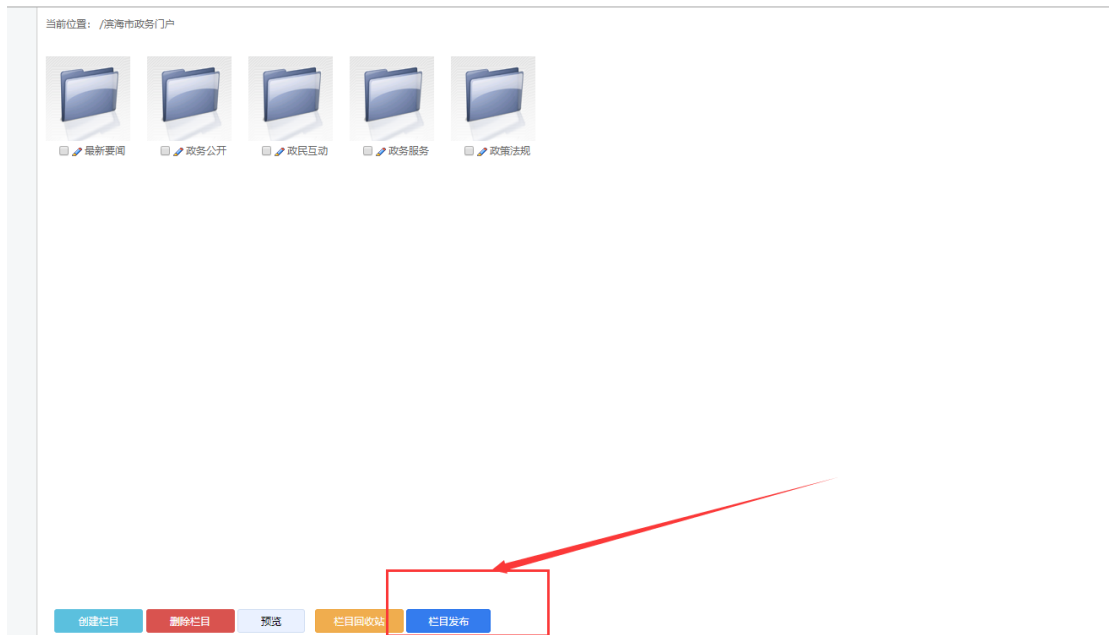 当前位置： /滨海市政务门户
最新要闻 政务公开 政民互动 政务服务 政策法规
创建栏目 删除栏目 预览 栏目回收站 栏目发布